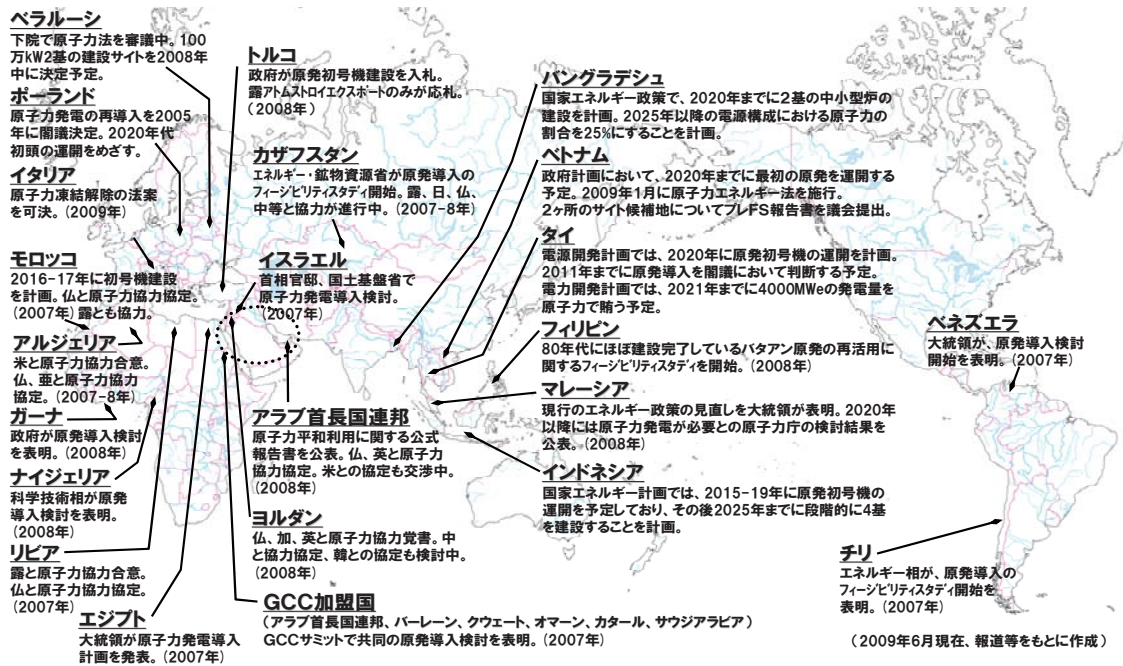 ベラルーシ
下院で原子力法を審議中。100
万kW2基の建設サイトを2008年
中に決定予定。
ポーランド
原子力発電の再導入を2005
年に閣議決定。2020年代
初頭の運開をめざす。
イタリア
原子力凍結解除の法案
を可決。(2009年)
モロッコ
2016-17年に初号機建設
を計画。仏と原子力協力協定。
(2007年)露とも協力。
アルジェリア
米と原子力協力合意。
仏、亜と原子力協力
協定。(2007-8年)
ガーナ
政府が原発導入検討
を表明。(2008年)
ナイジェリア
科学技術相が原発
導入検討を表明。
(2008年)
リビア
露と原子力協力合意。
仏と原子力協力協定。
(2007年)
エジプト
大統領が原子力発電導入
計画を発表。(2007年)
トルコ
政府が原発初号機建設を入札。
露アトムストロイエクスポートのみが応札。
(2008年)
カザフスタン
エネルギー・鉱物資源省が原発導入の
フィージビリティスタディ開始。露、日、仏、
中等と協力が進行中。(2007-8年)
イスラエル
首相官邸、国土基盤省で
原子力発電導入検討。
(2007年)
アラブ首長国連邦
原子力平和利用に関する公式
報告書を公表。仏、英と原子力
協力協定。米との協定も交渉中。
(2008年)
ヨルダン
仏、加、英と原子力協力覚書。中
と協力協定、韓との協定も検討中。
(2008年)
GCC加盟国
(アラブ首長国連邦、バーレーン、クウェート、オマーン、カタール、サウジアラビア)
GCCサミットで共同の原発導入検討を表明。(2007年)
バングラデシュ
国家エネルギー政策で、2020年までに2基の中小型炉の
建設を計画。2025年以降の電源構成における原子力の
割合を25%にすることを計画。
ベトナム
政府計画において、2020年までに最初の原発を運開する
予定。2009年1月に原子力エネルギー法を施行。
2ヶ所のサイト候補地についてプレFS報告書を議会提出。
タイ
電源開発計画では、2020年に原発初号機の運開を計画。
2011年までに原発導入を閣議において判断する予定。
電力開発計画では、2021年までに4000MWeの発電量を
原子力で賄う予定。
フィリピン
80年代にほぼ建設完了しているバタアン原発の再活用に
関するフィージビリティスタディを開始。(2008年)
マレーシア
現行のエネルギー政策の見直しを大統領が表明。2020年
以降には原子力発電が必要との原子力庁の検討結果を
公表。(2008年)
インドネシア
国家エネルギー計画では、2015-19年に原発初号機の
運開を予定しており、その後2025年までに段階的に4基
を建設することを計画。
ベネズエラ
大統領が、原発導入検討
開始を表明。(2007年)
チリ
エネルギー相が、原発導入の
フィージビリティスタディ開始を
表明。(2007年)
(2009年6月現在、報道等をもとに作成)